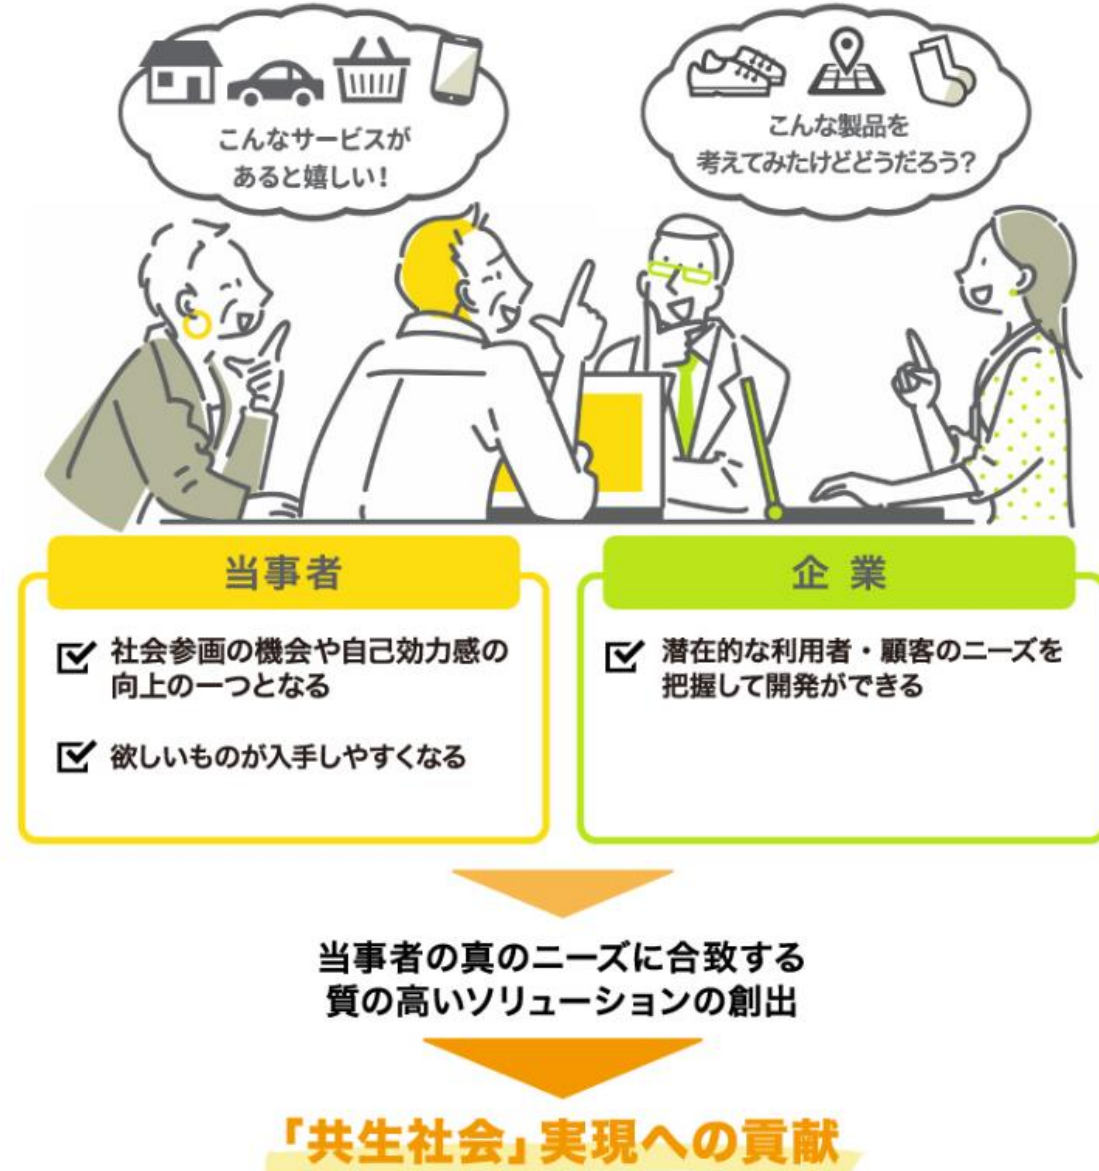 こんなサービスが
あると嬉しい！
こんな製品を
考えてみたけどどうだろう？
当事者
社会参画の機会や自己効力感の
向上の一つとなる
欲しいものが入手しやすくなる
企業
潜在的な利用者・顧客のニーズを
把握して開発ができる
当事者の真のニーズに合致する
質の高いソリューションの創出
「共生社会」実現への貢献